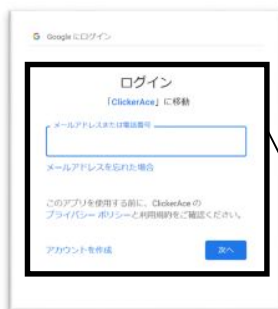 G Google にログイン
ログイン
「ClickerAce」に移動
メールアドレスまたは電話番号
メールアドレスを忘れた場合
このアプリを使用する前に、ClickerAce の
プライバシー ポリシーと利用規約をご確認ください。
アカウントを作成
次へ